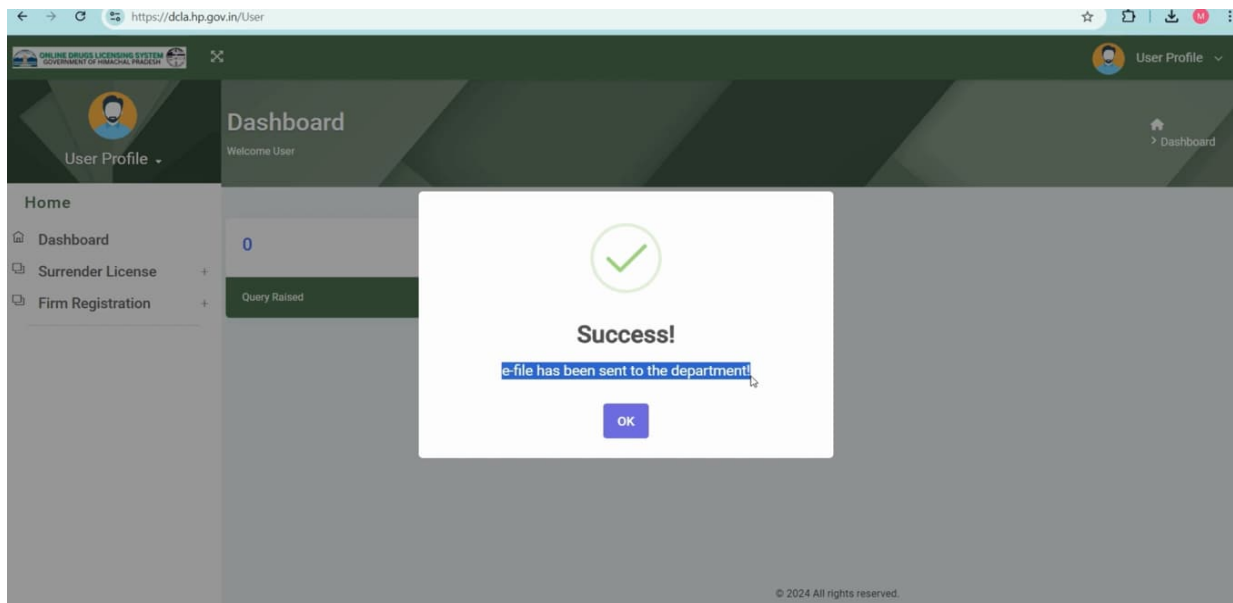 https://dcla.hp.gov.in/User
M
ONLINE DRUGS LICENSING SYSTEM
GOVERNMENT OF HIMACHAL PRADESH
User Profile
User Profile
Dashboard
Welcome User
> Dashboard
Home
Dashboard
Surrender License +
Firm Registration +
0
Query Raised
Success!
e-file has been sent to the department!
OK
© 2024 All rights reserved.